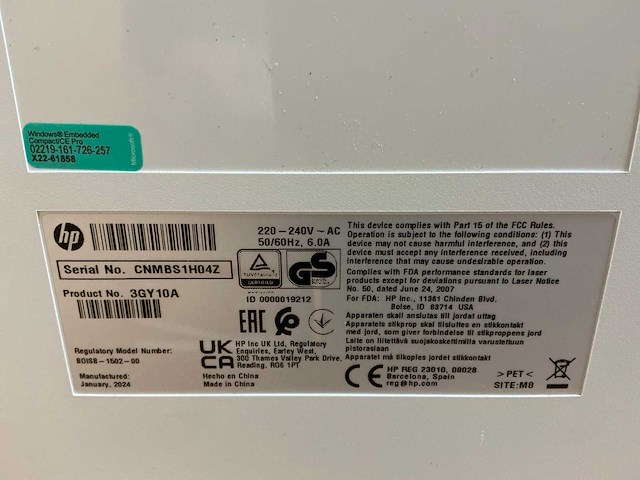 Windows® Embedded
Compact/CE Pro
02219-161-726-257
X22-61858
Microsoft®
hp
Serial No. CNMBS1H04Z
Product No. 3GY10A
Regulatory Model Number:
BOISB-1502-00
Manufactured:
January, 2024
220-240V ~ AC
50/60Hz, 6.0A
GS
ID 0000019212
EAC
UK
CA
HP Inc UK Ltd, Regulatory
Enquiries, Earley West,
300 Thames Valley Park Drive,
Reading, RG6 1PT
Hecho en China
Made in China
This device complies with Part 15 of the FCC Rules.
Operation is subject to the following conditions: (1) This
device may not cause harmful interference, and (2) this
device must accept any interference received, including
interference that may cause undesirable operation.
Complies with FDA performance standards for laser
products except for deviations pursuant to Laser Notice
No. 50, dated June 24, 2007
For FDA: HP Inc., 11361 Chinden Blvd.
Boise, ID 83714 USA
Apparaten skall anslutas till jordat uttag
Apparatets stikprop skal tilsluttes en stikkontakt
med jord, som giver forbindelse til stikproppens jord
Laite on liitettävä suojakoskettimilla varustettuun
pistorasiaan
Apparatet må tilkoples jordet stikkontakt
CE
HP REG 23010, 08028
Barcelona, Spain
reg@hp.com
> PET <
SITE:M8